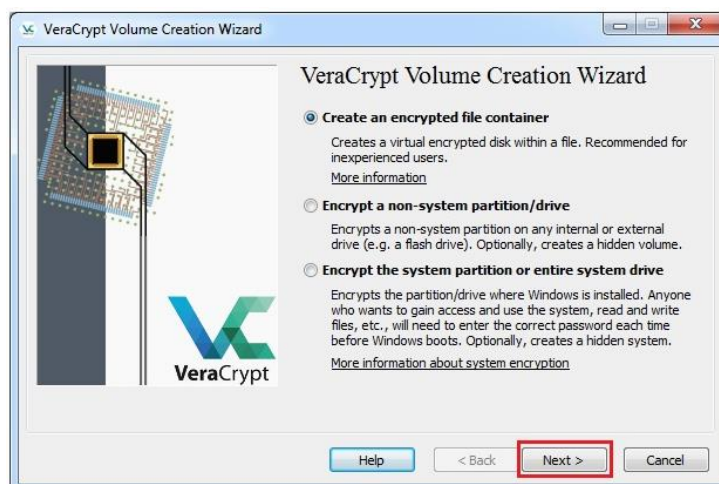 VeraCrypt Volume Creation Wizard
VeraCrypt Volume Creation Wizard
Create an encrypted file container
Creates a virtual encrypted disk within a file. Recommended for
inexperienced users.
More information
Encrypt a non-system partition/drive
Encrypts a non-system partition on any internal or external
drive (e.g. a flash drive). Optionally, creates a hidden volume.
Encrypt the system partition or entire system drive
Encrypts the partition/drive where Windows is installed. Anyone
who wants to gain access and use the system, read and write
files, etc., will need to enter the correct password each time
before Windows boots. Optionally, creates a hidden system.
More information about system encryption
VeraCrypt
Help
< Back
Next >
Cancel